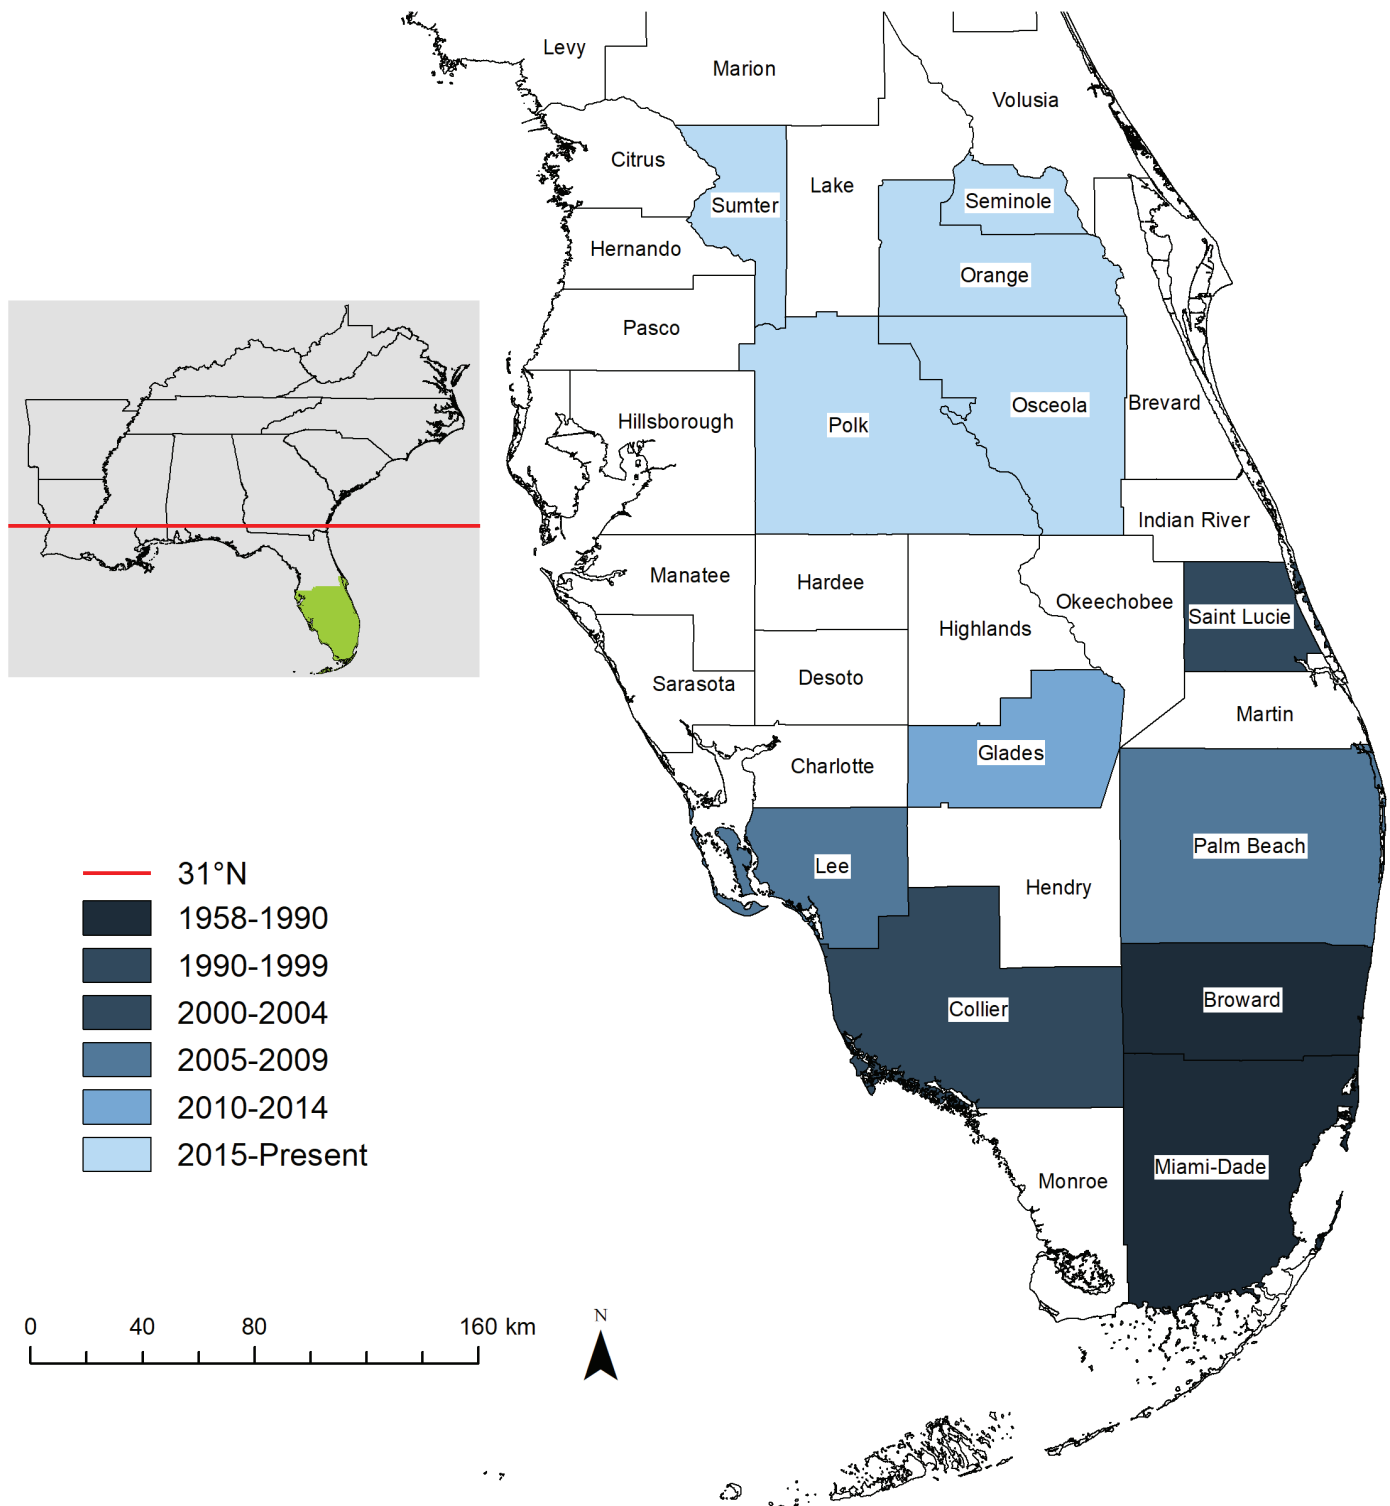 Levy
Marion
Volusia
Citrus
Lake
Sumter
Seminole
Hernando
Orange
Pasco
Hillsborough
Polk
Osceola
Brevard
Indian River
Manatee
Hardee
Okeechobee
Saint Lucie
Highlands
Sarasota
Desoto
Martin
Charlotte
Glades
Palm Beach
Lee
Hendry
Collier
Broward
Miami-Dade
Monroe
31°N
1958-1990
1990-1999
2000-2004
2005-2009
2010-2014
2015-Present
0 40 80 160 km
N